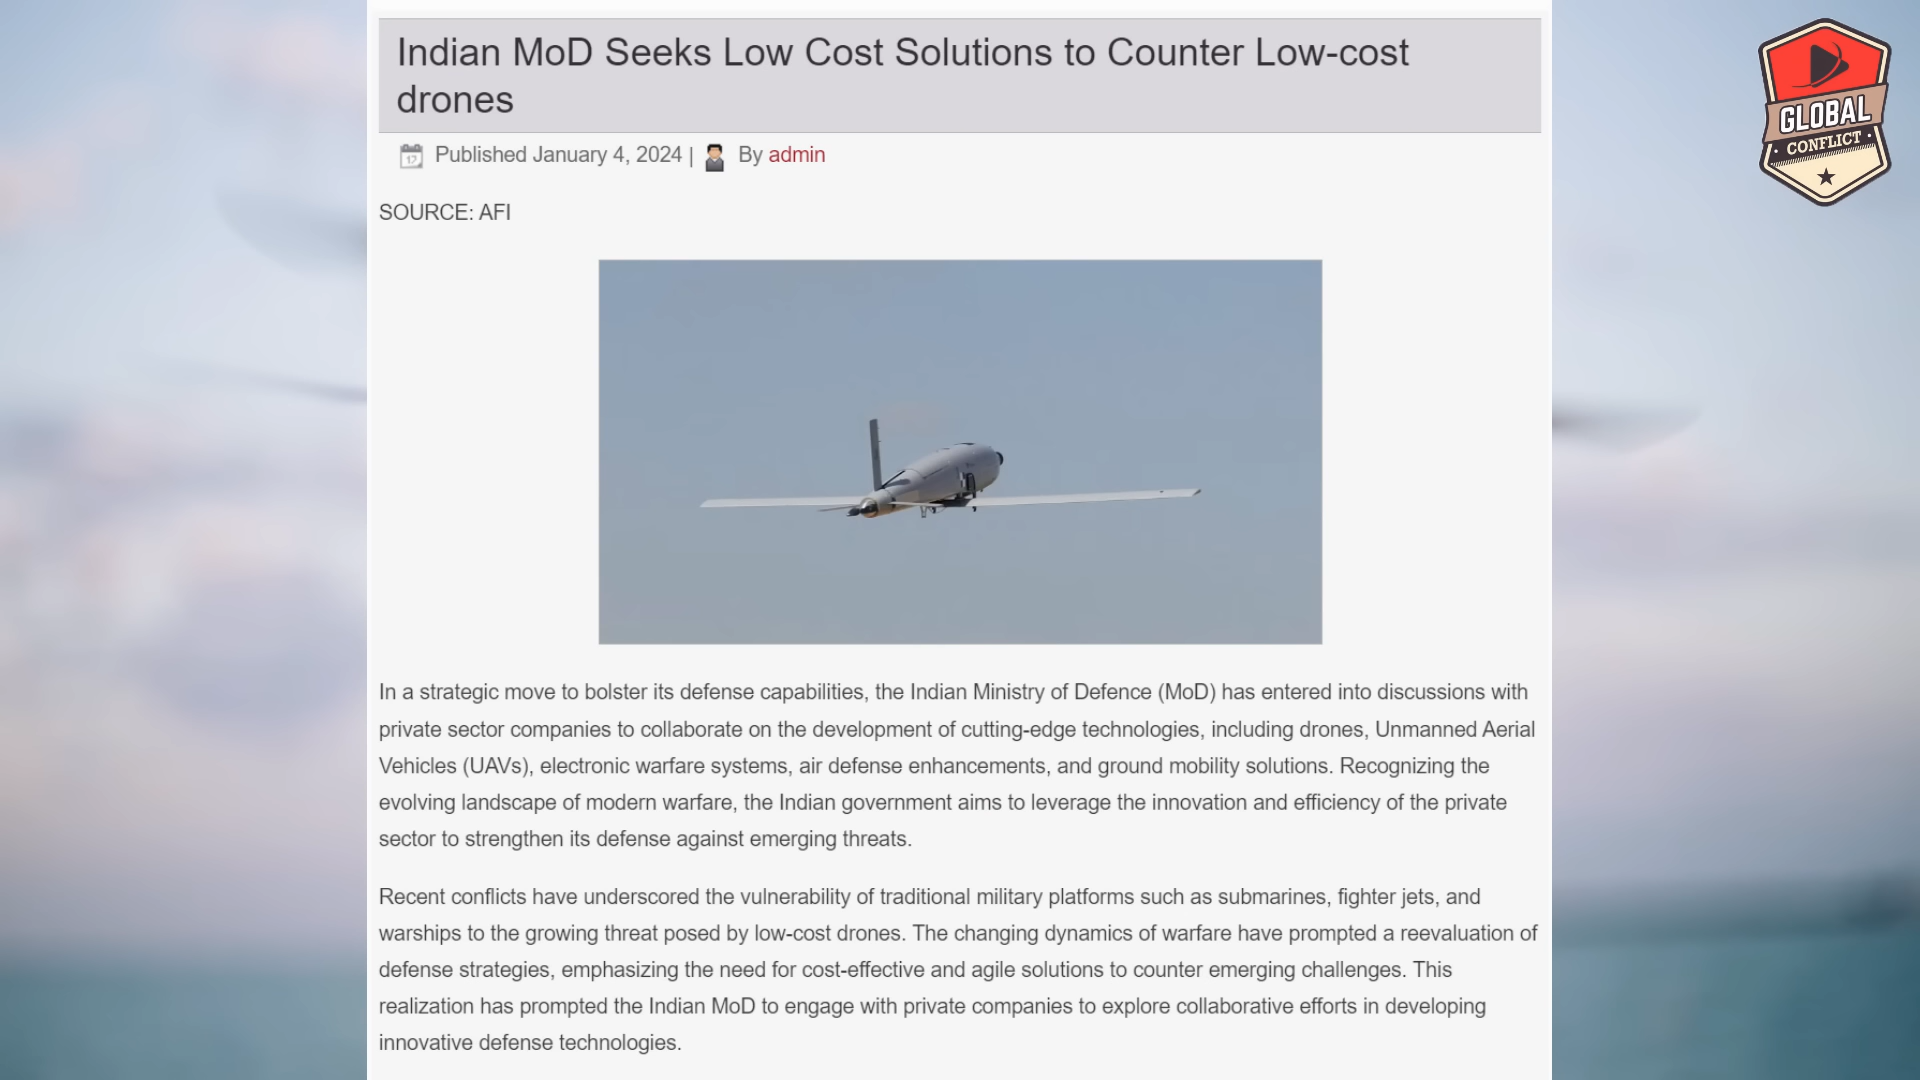 Indian MoD Seeks Low Cost Solutions to Counter Low-cost
drones
17 Published January 4, 2024 | By admin
SOURCE: AFI
In a strategic move to bolster its defense capabilities, the Indian Ministry of Defence (MoD) has entered into discussions with
private sector companies to collaborate on the development of cutting-edge technologies, including drones, Unmanned Aerial
Vehicles (UAVs), electronic warfare systems, air defense enhancements, and ground mobility solutions. Recognizing the
evolving landscape of modern warfare, the Indian government aims to leverage the innovation and efficiency of the private
sector to strengthen its defense against emerging threats.
Recent conflicts have underscored the vulnerability of traditional military platforms such as submarines, fighter jets, and
warships to the growing threat posed by low-cost drones. The changing dynamics of warfare have prompted a reevaluation of
defense strategies, emphasizing the need for cost-effective and agile solutions to counter emerging challenges. This
realization has prompted the Indian MoD to engage with private companies to explore collaborative efforts in developing
innovative defense technologies.
GLOBAL
CONFLICT